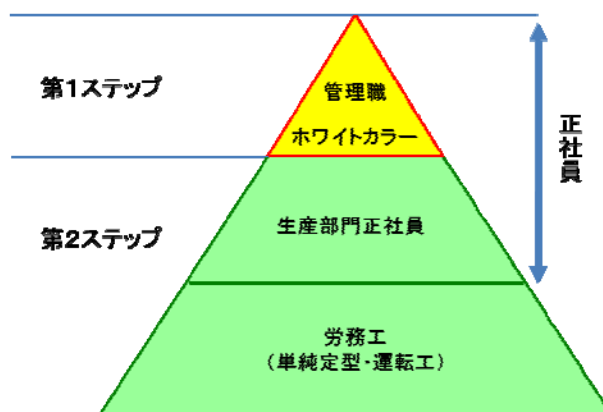 第1ステップ
管理職
ホワイトカラー
正社員
第2ステップ
生産部門正社員
労務工
（単純定型・運転工）